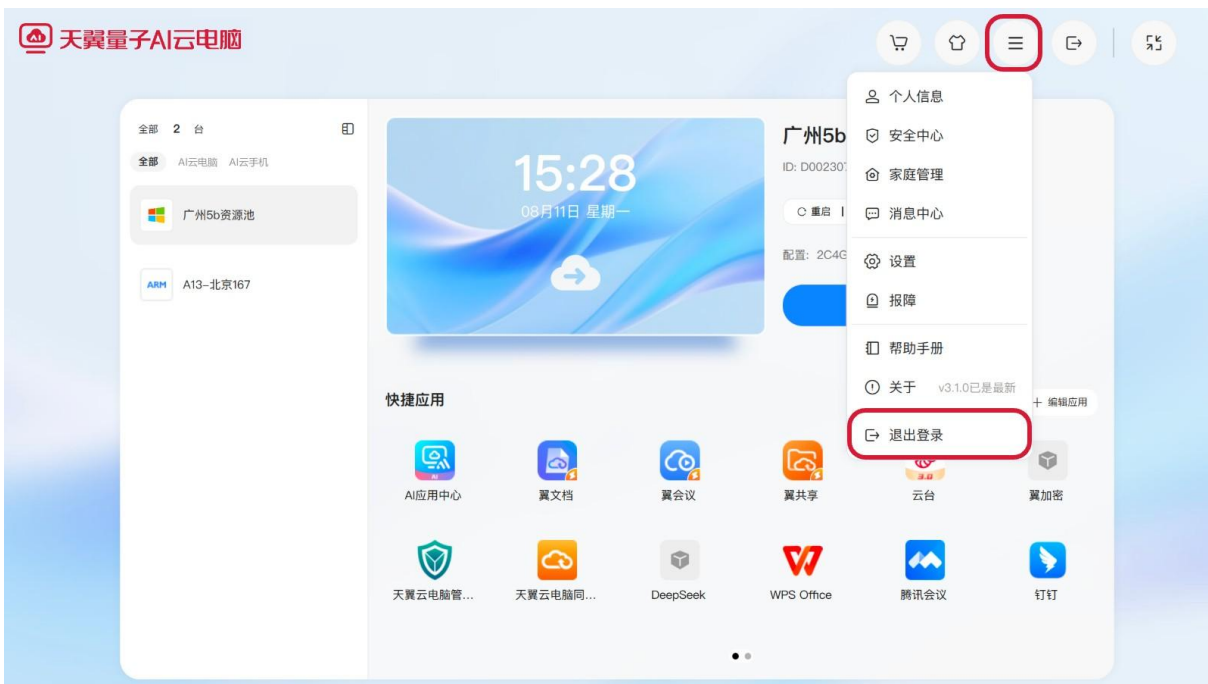 天翼量子AI云电脑
全部 2 台
全部 AI云电脑 AI云手机
广州5b资源池
ARM A13-北京167
15:28
08月11日 星期一
广州5b
ID: D002307
重启
配置: 2C4G
个人信息
安全中心
家庭管理
消息中心
设置
报障
帮助手册
关于 v3.1.0已是最新
退出登录
快捷应用
编辑应用
AI应用中心 翼文档 翼会议 翼共享 云台 翼加密
天翼云电脑管... 天翼云电脑同... DeepSeek WPS Office 腾讯会议 钉钉